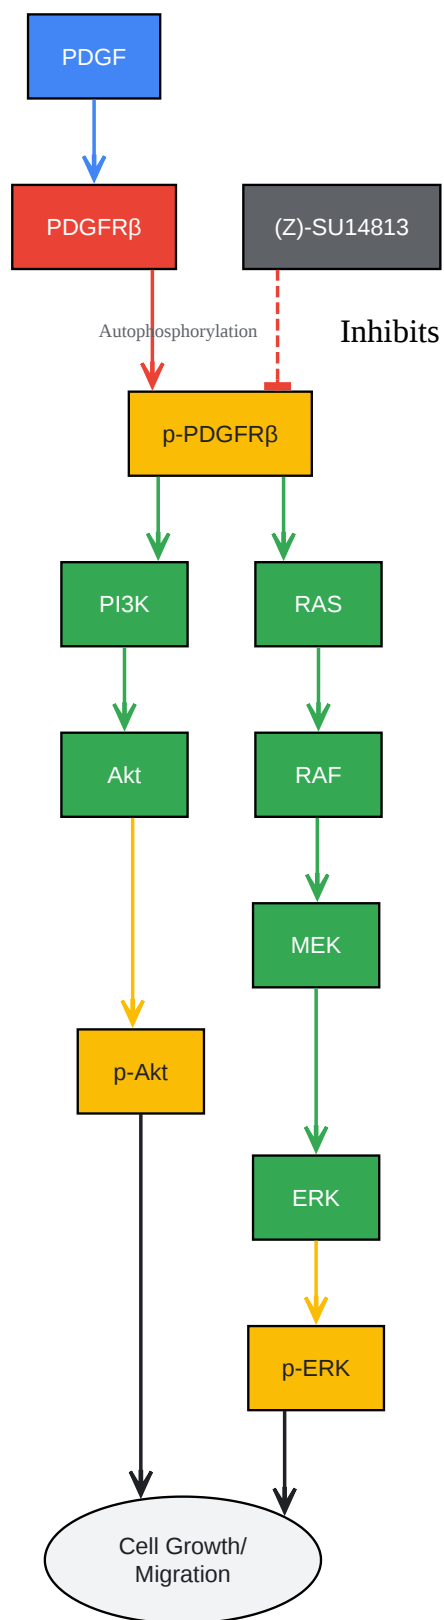 PDGF
PDGFRβ
(Z)-SU14813
Autophosphorylation
Inhibits
p-PDGFRβ
PI3K
RAS
Akt
RAF
MEK
p-Akt
ERK
p-ERK
Cell Growth/
Migration